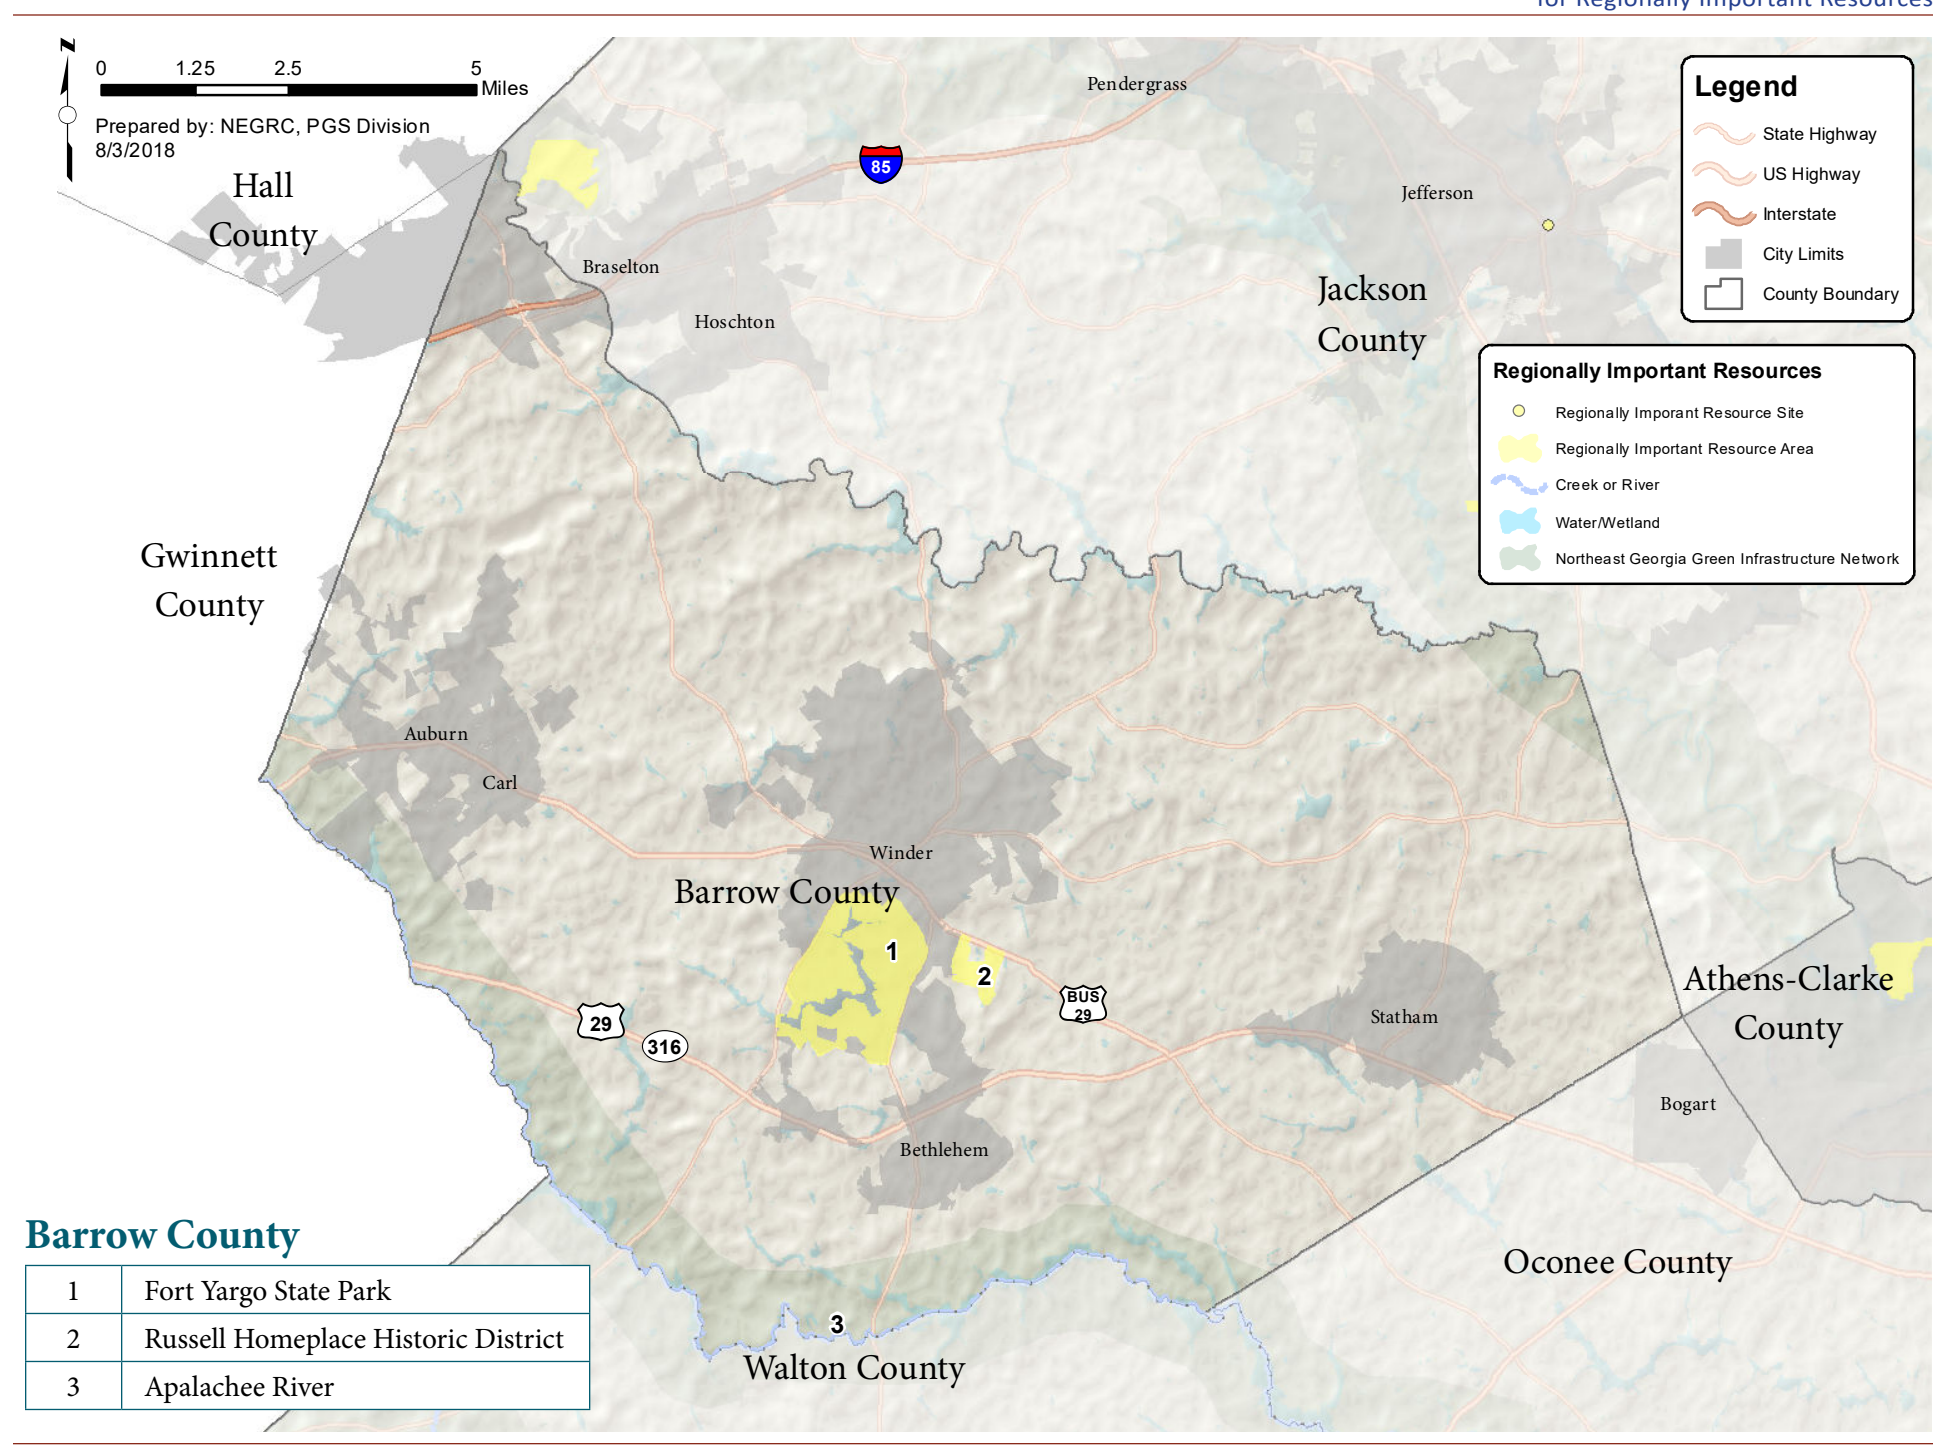 for Regionally Important Resources
N
0 1.25 2.5 5
Miles
Prepared by: NEGRC, PGS Division
8/3/2018
Hall
County
Pendergrass
85
Jefferson
Braselton
Hoschton
Jackson
County
Legend
State Highway
US Highway
Interstate
City Limits
County Boundary
Regionally Important Resources
Regionally Imporant Resource Site
Regionally Important Resource Area
Creek or River
Water/Wetland
Northeast Georgia Green Infrastructure Network
Gwinnett
County
Auburn
Carl
Winder
Barrow County
1
2
BUS
29
29
316
Statham
Athens-Clarke
County
Bogart
Bethlehem
Oconee County
3
Walton County
Barrow County
1 Fort Yargo State Park
2 Russell Homeplace Historic District
3 Apalachee River